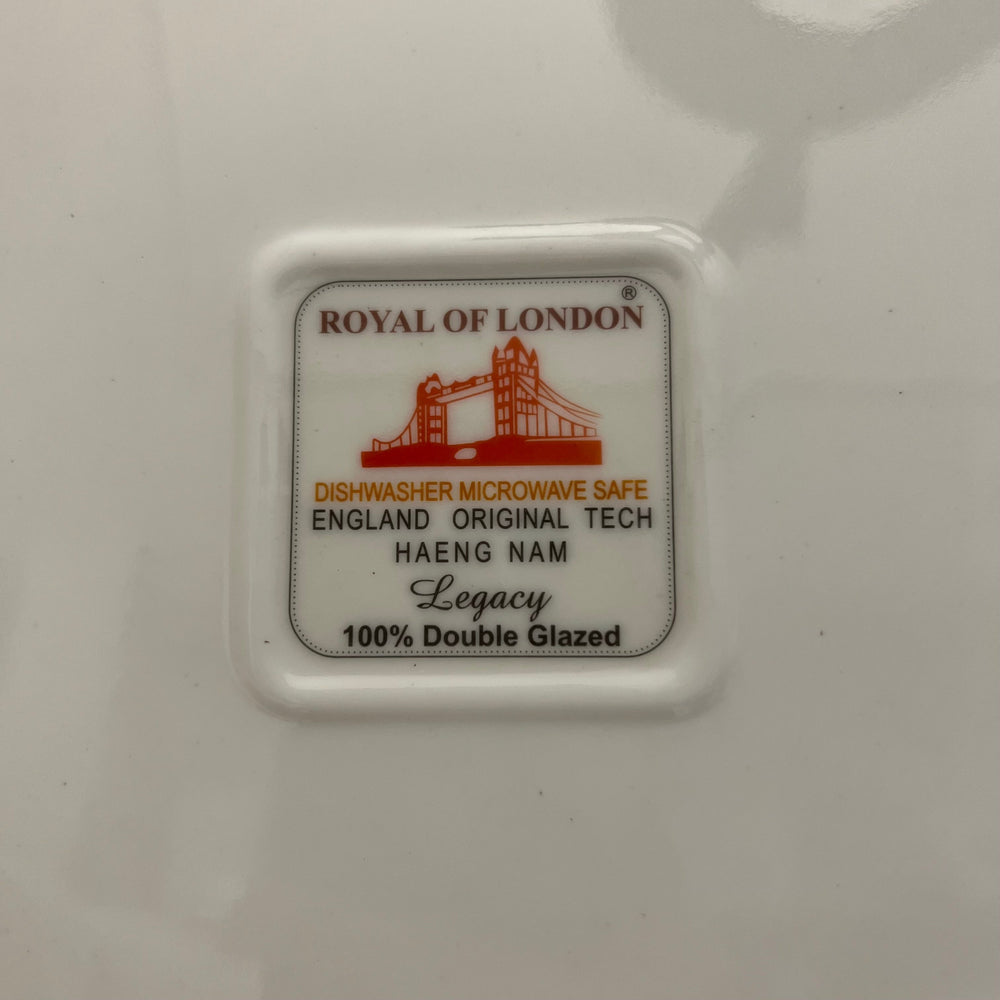 ®
ROYAL OF LONDON
DISHWASHER MICROWAVE SAFE
ENGLAND ORIGINAL TECH
HAENG NAM
Legacy
100% Double Glazed